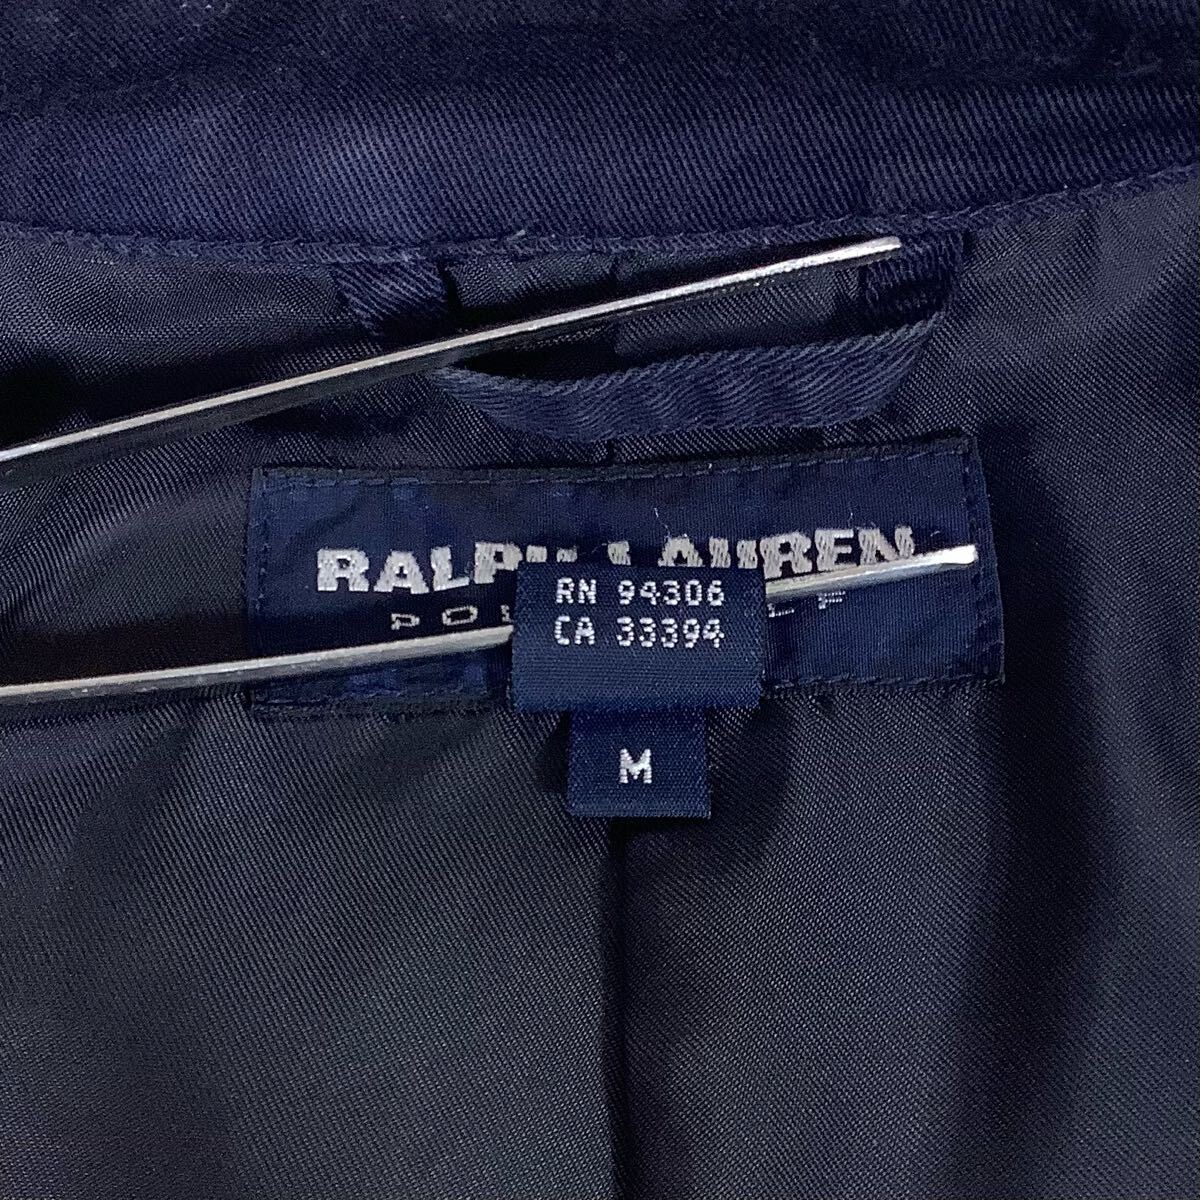 RALPH LAUREN
RN 94306
CA 33394
M